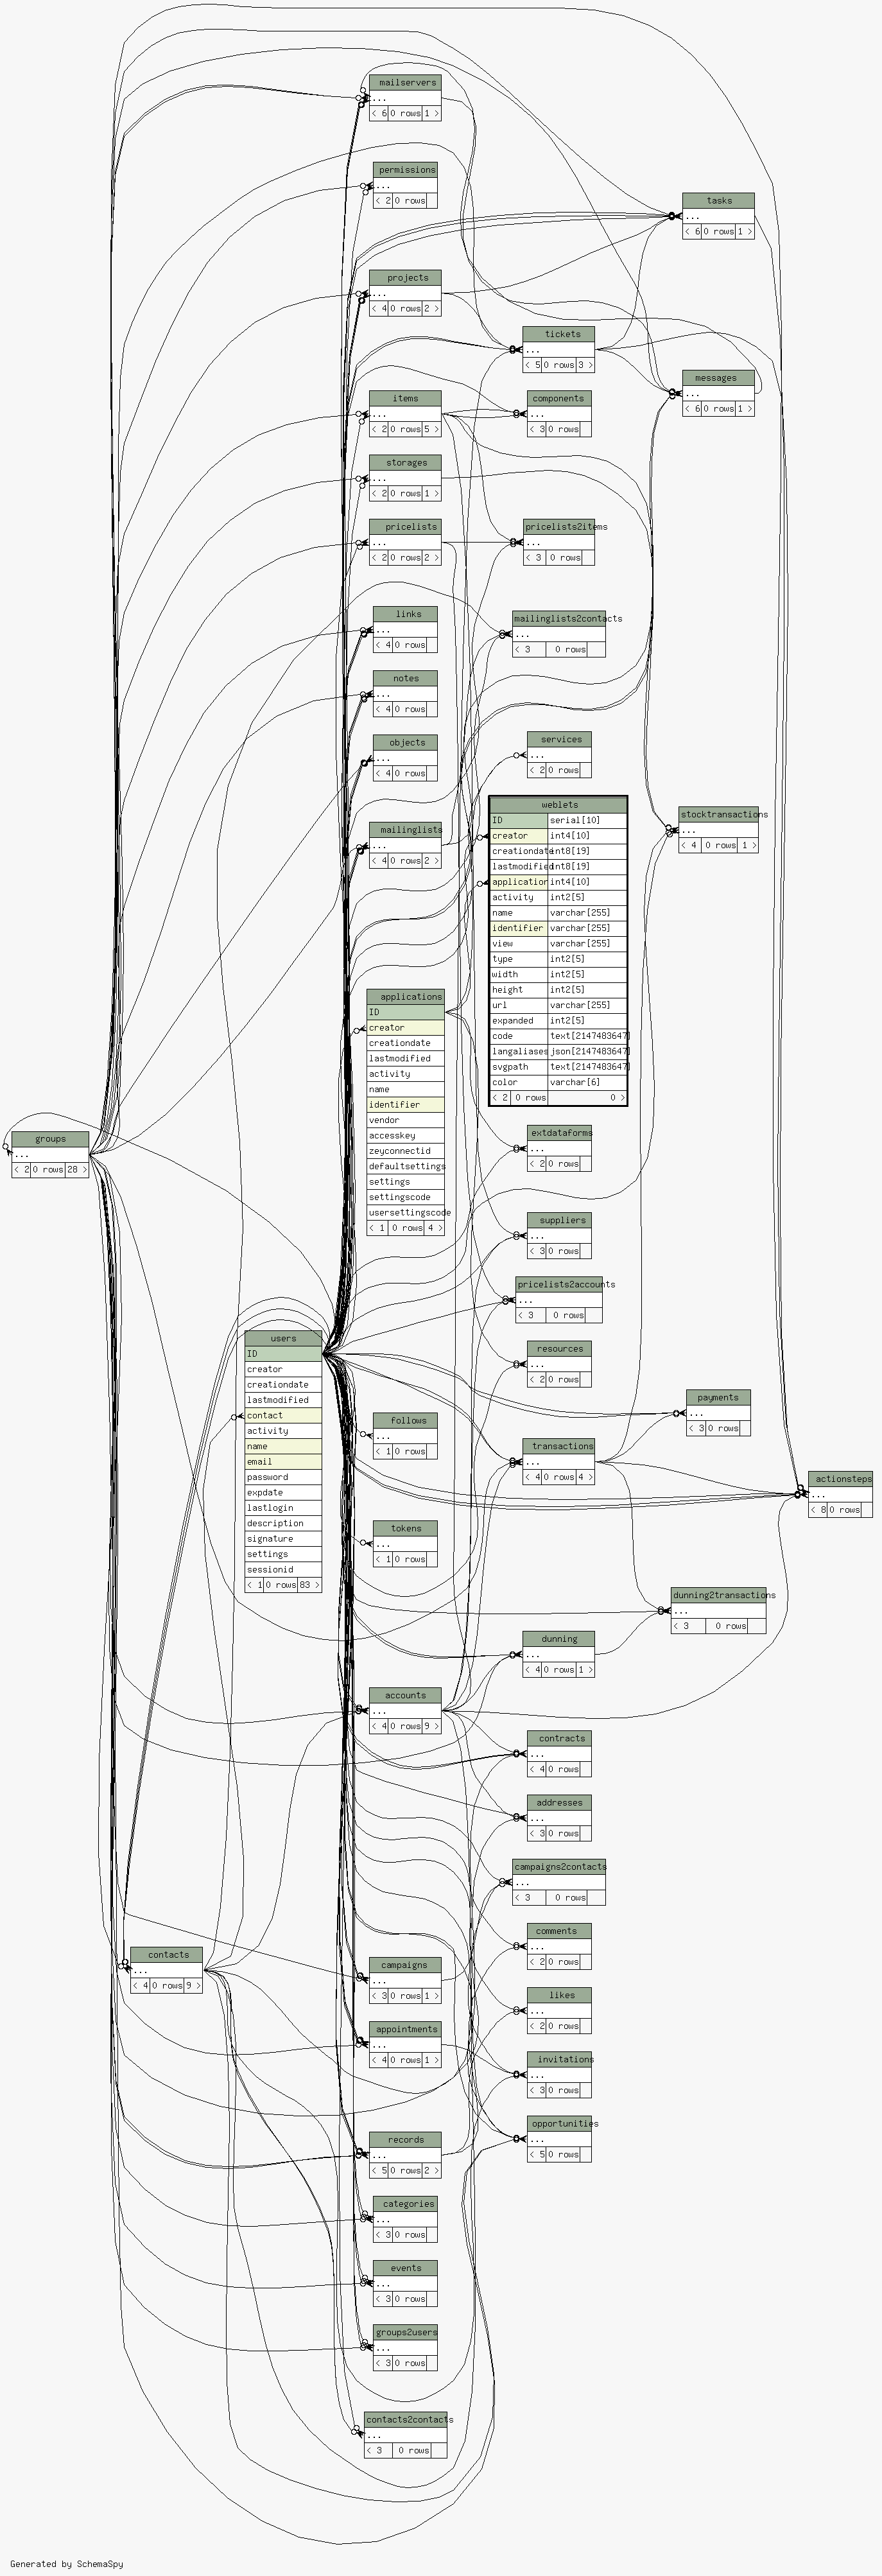 mailservers
...
< 6 0 rows 1 >
permissions
...
< 2 0 rows
tasks
...
< 6 0 rows 1 >
projects
...
< 4 0 rows 2 >
tickets
...
< 5 0 rows 3 >
messages
...
< 6 0 rows 1 >
items
...
< 2 0 rows 5 >
components
...
< 3 0 rows
storages
...
< 2 0 rows 1 >
pricelists
...
< 2 0 rows 2 >
pricelists2items
...
< 3 0 rows
links
...
< 4 0 rows
mailinglists2contacts
...
< 3 0 rows
notes
...
< 4 0 rows
objects
...
< 4 0 rows
services
...
< 2 0 rows
mailinglists
...
< 4 0 rows 2 >
weblets
ID serial[10]
creator int4[10]
creationdate int8[19]
lastmodified int8[19]
application int4[10]
activity int2[5]
name varchar[255]
identifier varchar[255]
view varchar[255]
type int2[5]
width int2[5]
height int2[5]
url varchar[255]
expanded int2[5]
code text[2147483647]
langaliases json[2147483647]
svgpath text[2147483647]
color varchar[6]
< 2 0 rows 0 >
stocktransactions
...
< 4 0 rows 1 >
applications
ID
creator
creationdate
lastmodified
activity
name
identifier
vendor
accesskey
zeyconnectid
defaultsettings
settings
settingscode
usersettingscode
< 1 0 rows 4 >
groups
...
< 2 0 rows 28 >
extdataforms
...
< 2 0 rows
suppliers
...
< 3 0 rows
pricelists2accounts
...
< 3 0 rows
users
ID
creator
creationdate
lastmodified
contact
activity
name
email
password
expdate
lastlogin
description
signature
settings
sessionid
< 1 0 rows 83 >
resources
...
< 2 0 rows
payments
...
< 3 0 rows
follows
...
< 1 0 rows
transactions
...
< 4 0 rows 4 >
actionsteps
...
< 8 0 rows
tokens
...
< 1 0 rows
dunning2transactions
...
< 3 0 rows
dunning
...
< 4 0 rows 1 >
accounts
...
< 4 0 rows 9 >
contracts
...
< 4 0 rows
addresses
...
< 3 0 rows
campaigns2contacts
...
< 3 0 rows
comments
...
< 2 0 rows
contacts
...
< 4 0 rows 9 >
campaigns
...
< 3 0 rows 1 >
likes
...
< 2 0 rows
appointments
...
< 4 0 rows 1 >
invitations
...
< 3 0 rows
opportunities
...
< 5 0 rows
records
...
< 5 0 rows 2 >
categories
...
< 3 0 rows
events
...
< 3 0 rows
groups2users
...
< 3 0 rows
contacts2contacts
...
< 3 0 rows
Generated by SchemaSpy